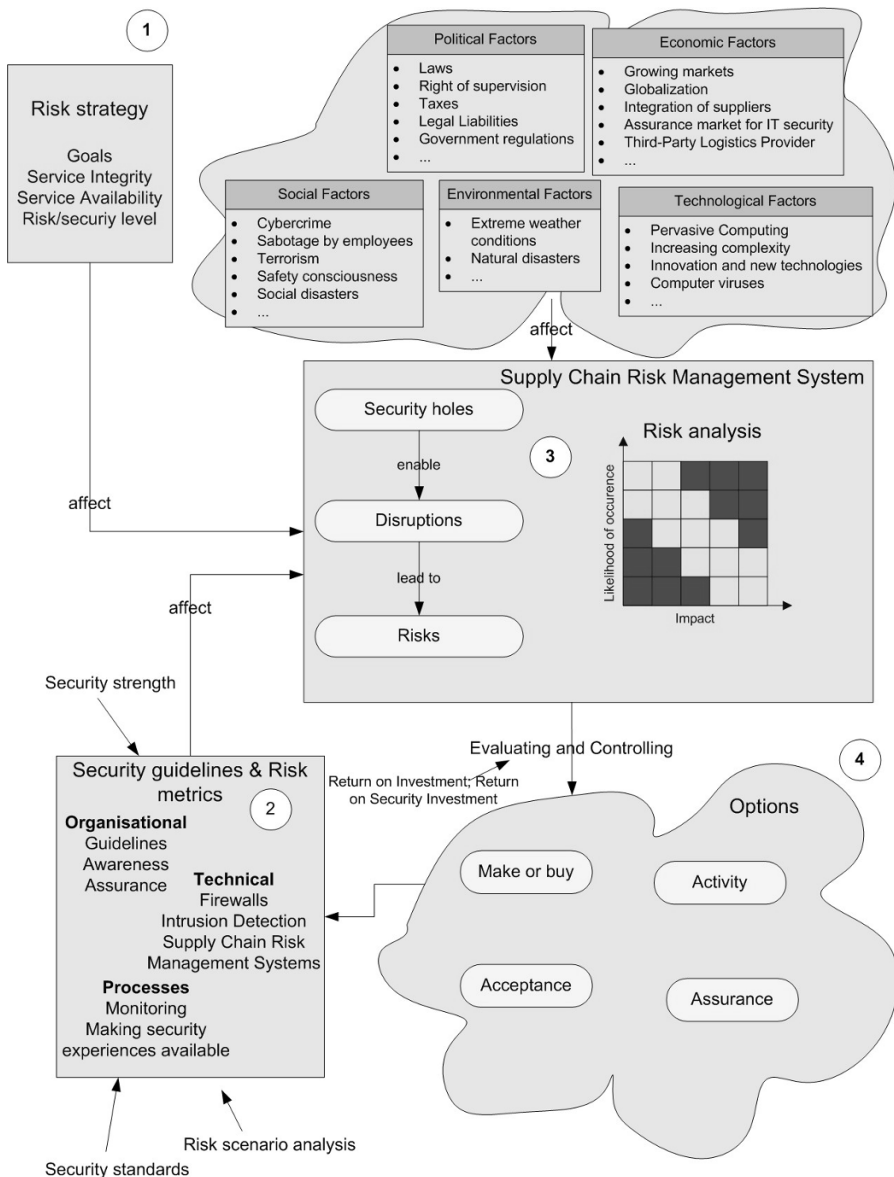 1
Risk strategy
Goals
Service Integrity
Service Availability
Risk/securiy level
Political Factors
• Laws
• Right of supervision
• Taxes
• Legal Liabilities
• Government regulations
• ...
Economic Factors
• Growing markets
• Globalization
• Integration of suppliers
• Assurance market for IT security
• Third-Party Logistics Provider
• ...
Social Factors
• Cybercrime
• Sabotage by employees
• Terrorism
• Safety consciousness
• Social disasters
• ...
Environmental Factors
• Extreme weather
conditions
• Natural disasters
• ...
Technological Factors
• Pervasive Computing
• Increasing complexity
• Innovation and new technologies
• Computer viruses
• ...
affect
Supply Chain Risk Management System
Security holes
enable
Disruptions
lead to
Risks
3
Risk analysis
Likelihood of occurence
Impact
affect
affect
Security strength
Security guidelines & Risk
metrics
2
Organisational
Guidelines
Awareness
Assurance
Technical
Firewalls
Intrusion Detection
Supply Chain Risk
Management Systems
Processes
Monitoring
Making security
experiences available
Evaluating and Controlling
Return on Investment; Return
on Security Investment
4
Options
Make or buy
Activity
Acceptance
Assurance
Risk scenario analysis
Security standards